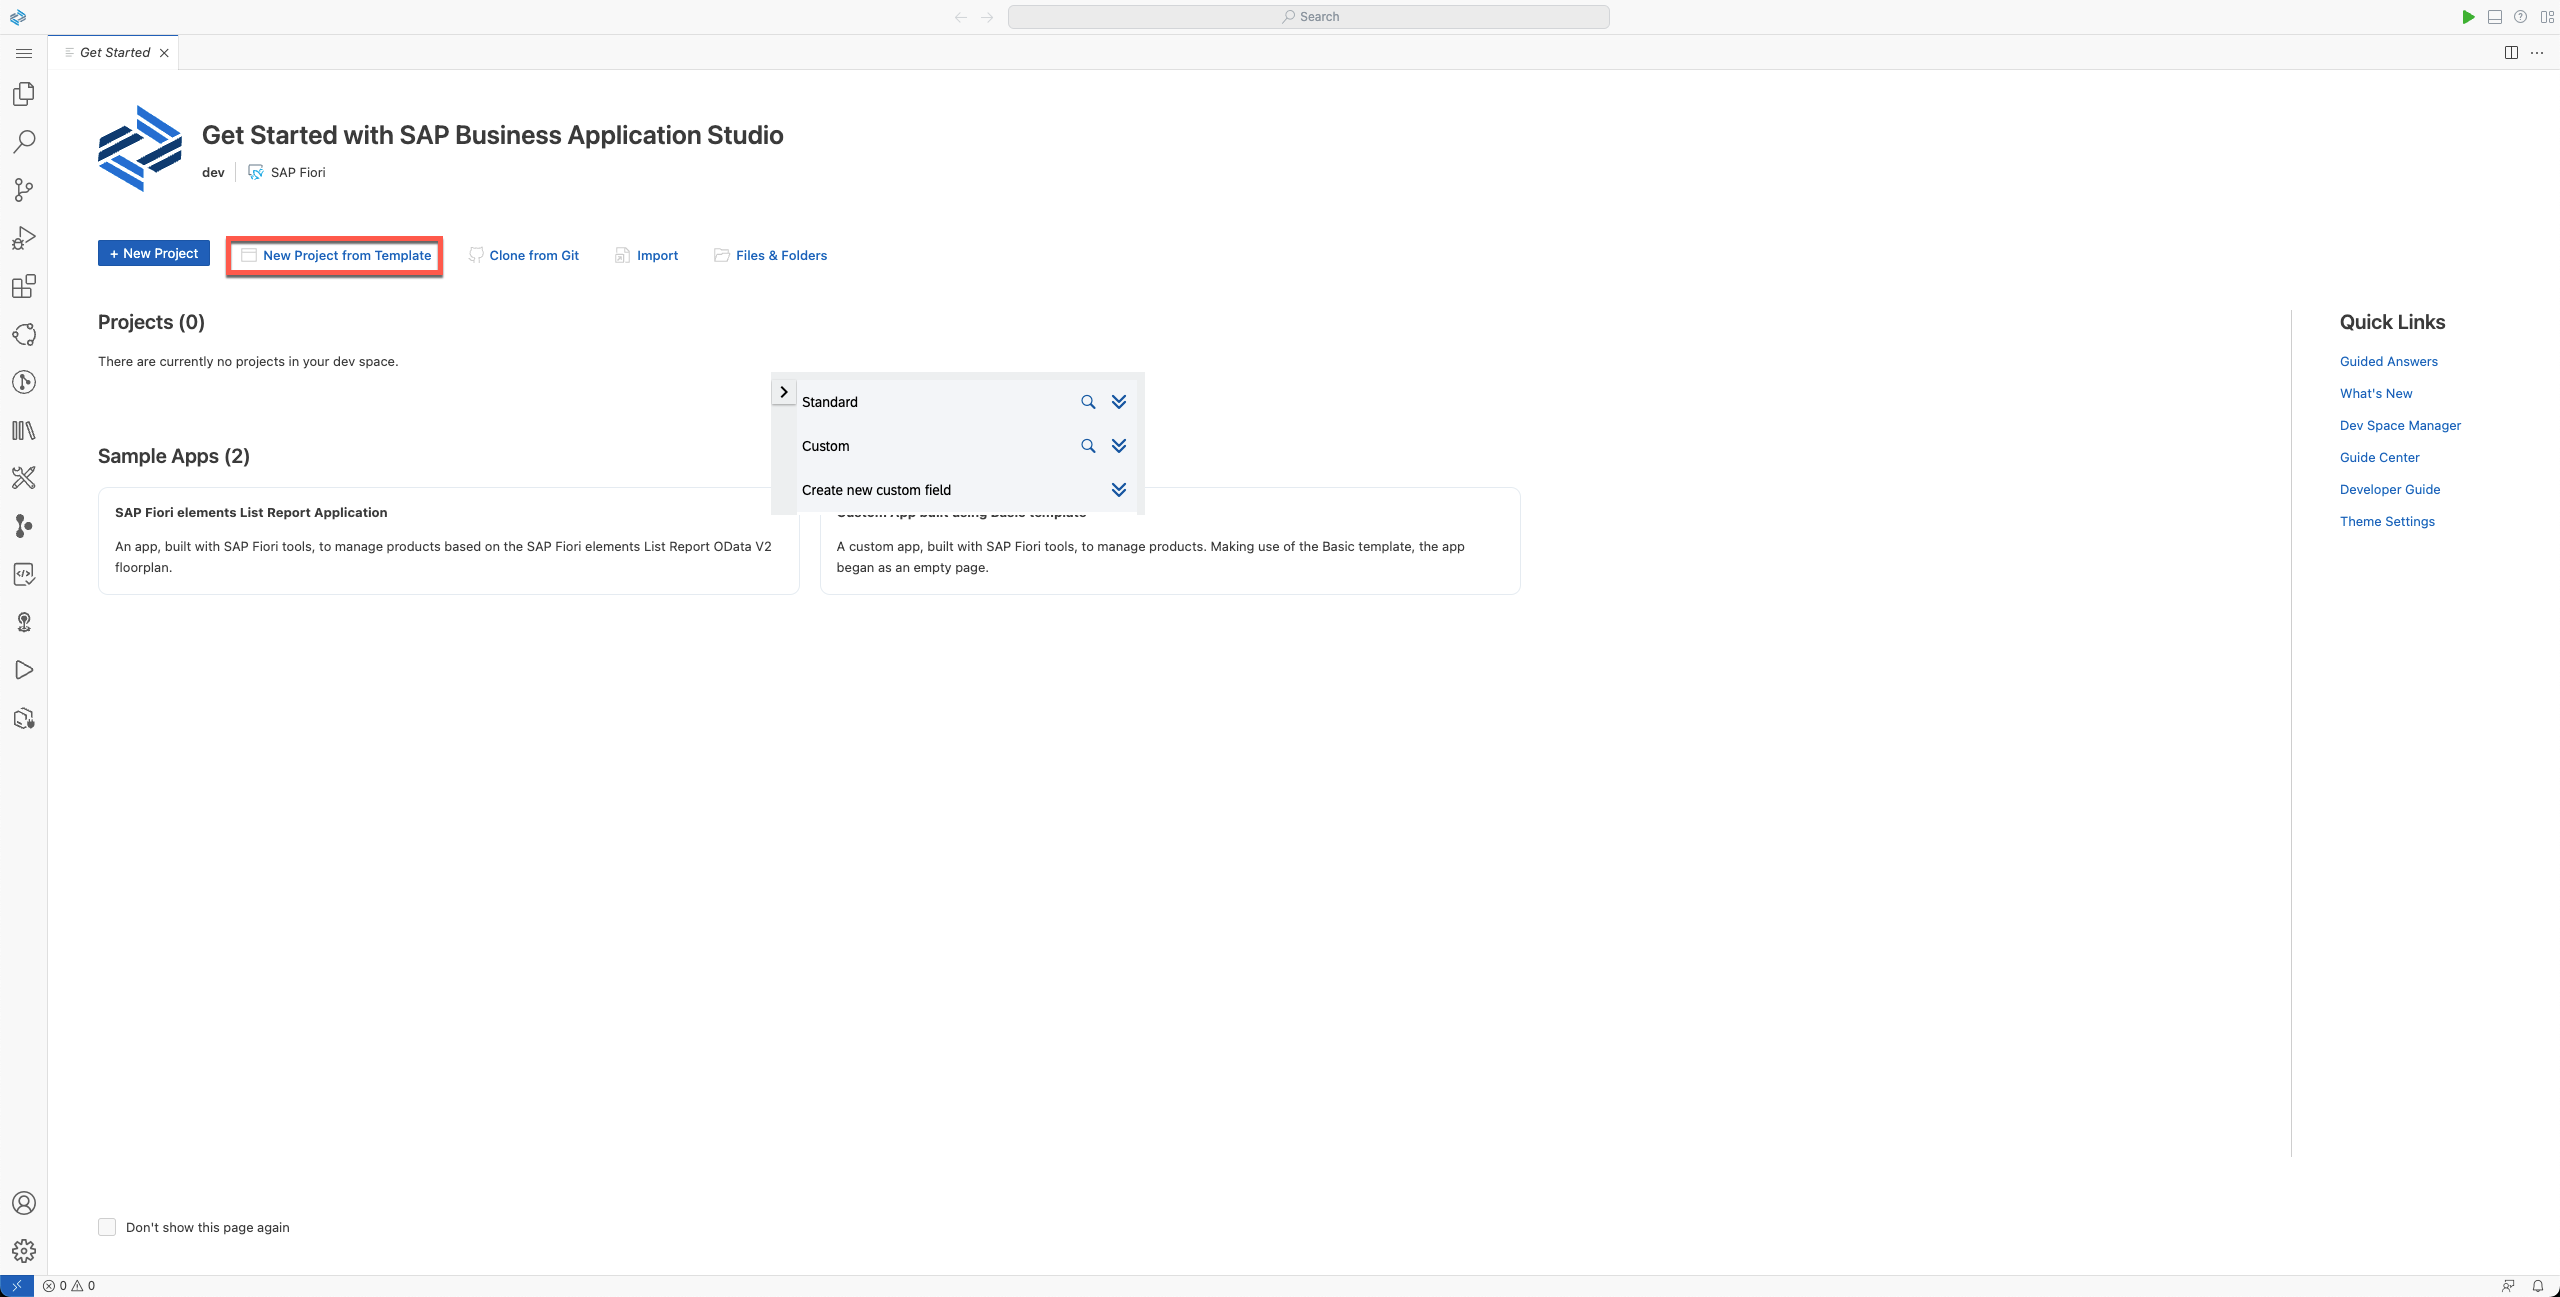 Search
Get Started
Get Started with SAP Business Application Studio
dev
SAP Fiori
+ New Project
New Project from Template
Clone from Git
Import
Files & Folders
Projects (0)
There are currently no projects in your dev space.
Standard
Custom
Create new custom field
Sample Apps (2)
SAP Fiori elements List Report Application
An app, built with SAP Fiori tools, to manage products based on the SAP Fiori elements List Report OData V2
floorplan.
Custom App built using Basic template
A custom app, built with SAP Fiori tools, to manage products. Making use of the Basic template, the app
began as an empty page.
Quick Links
Guided Answers
What's New
Dev Space Manager
Guide Center
Developer Guide
Theme Settings
Don't show this page again
0
0